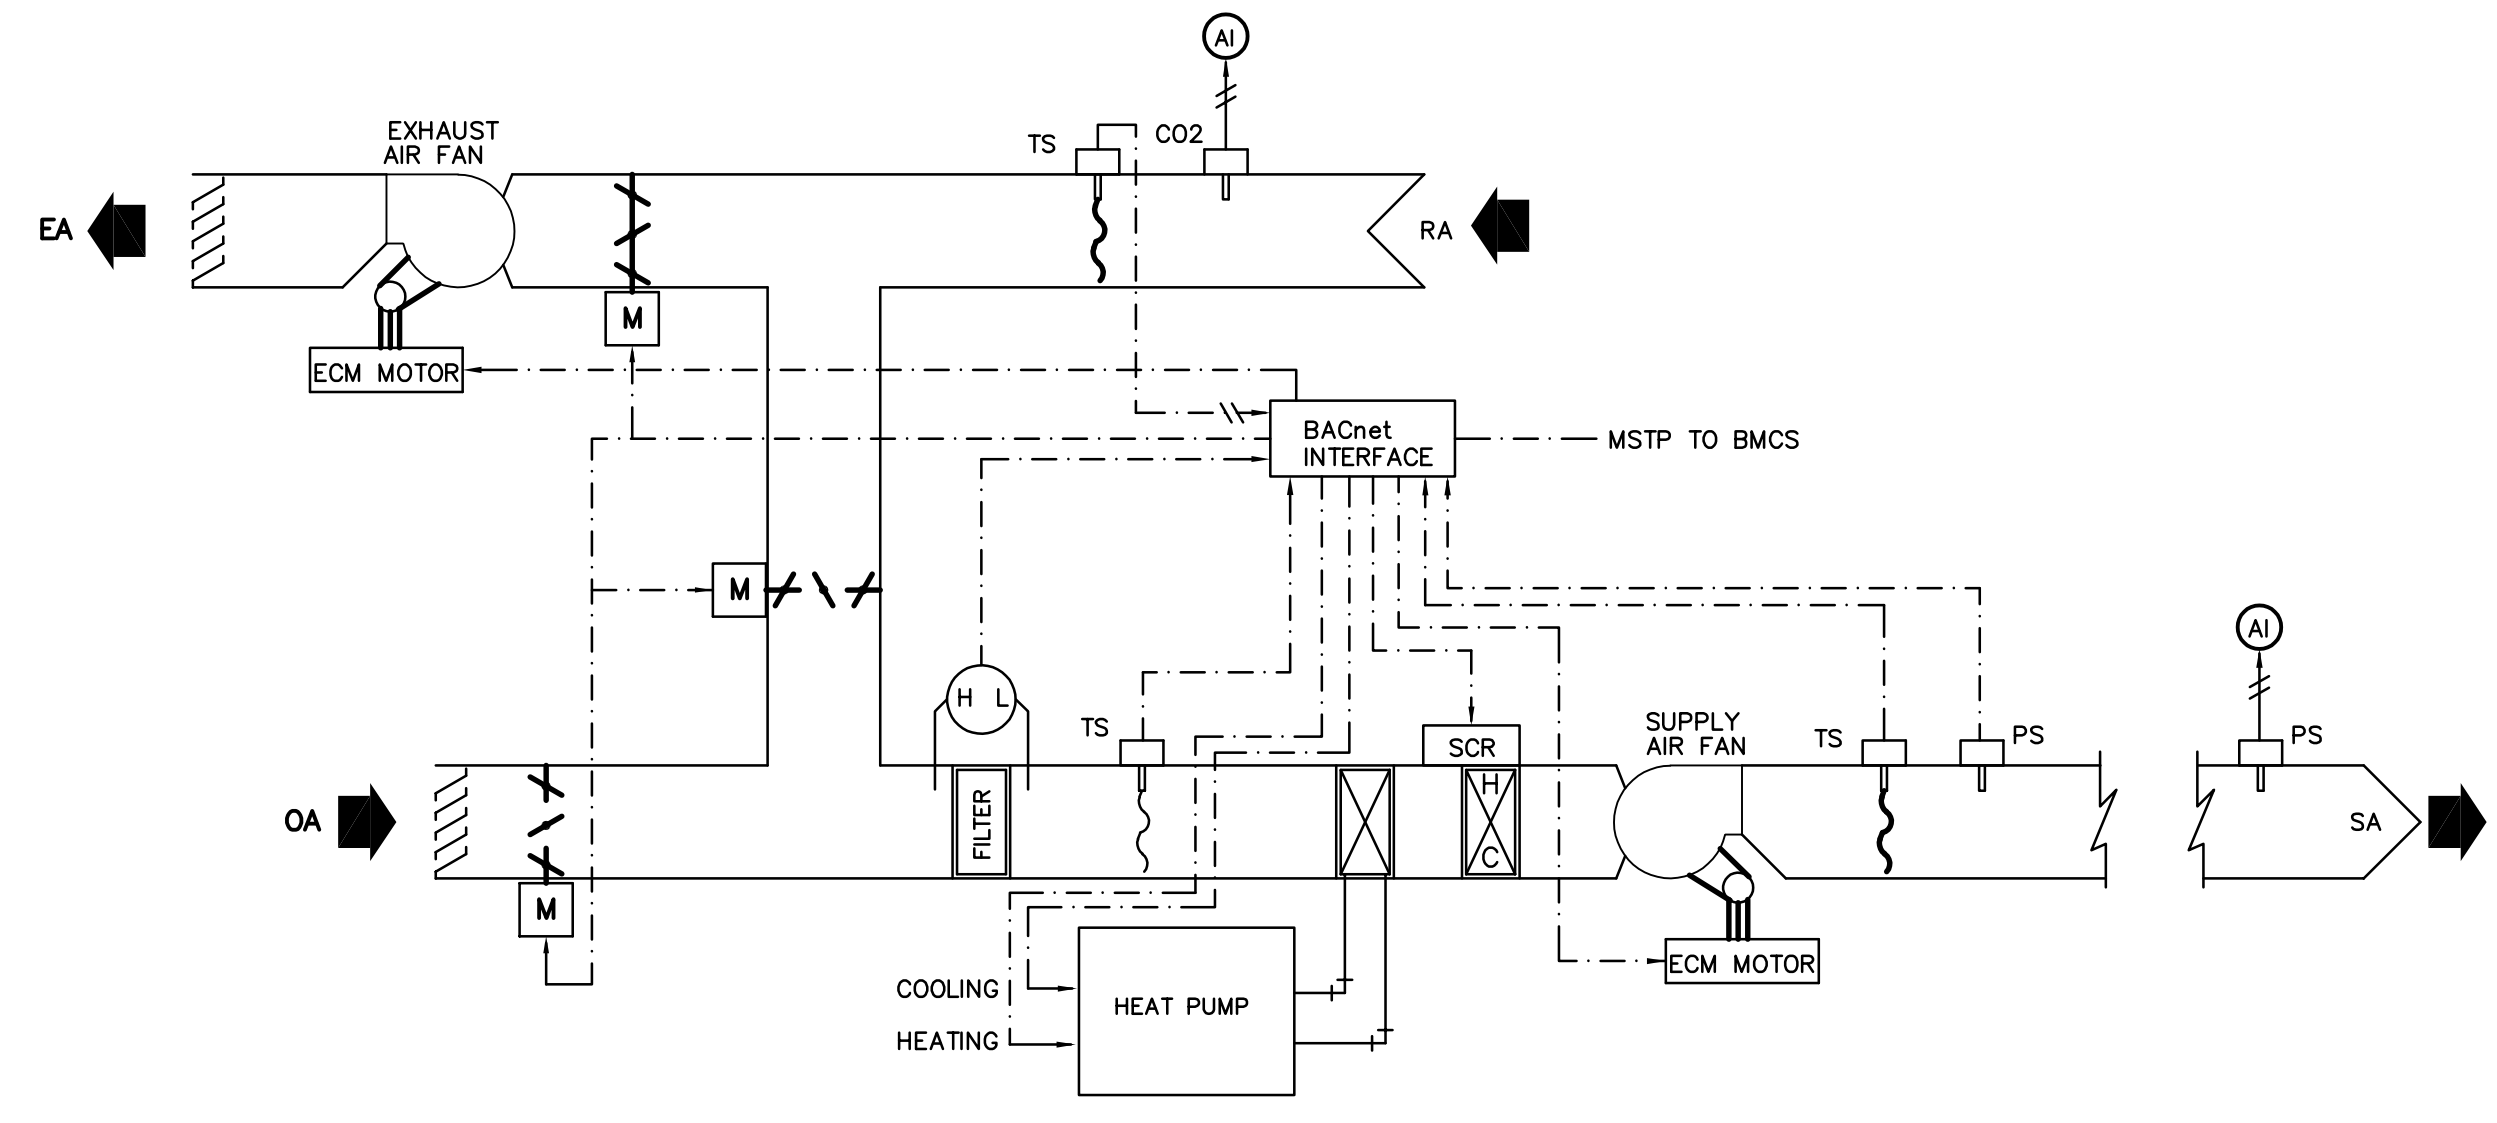 AI
EXHAUST
AIR FAN
TS
CO2
EA
RA
M
ECM MOTOR
BACnet
INTERFACE
MSTP TO BMCS
M
AI
H L
TS
SCR
SUPPLY
AIR FAN
TS
PS
PS
OA
FILTER
H
C
SA
M
ECM MOTOR
COOLING
HEAT PUMP
HEATING